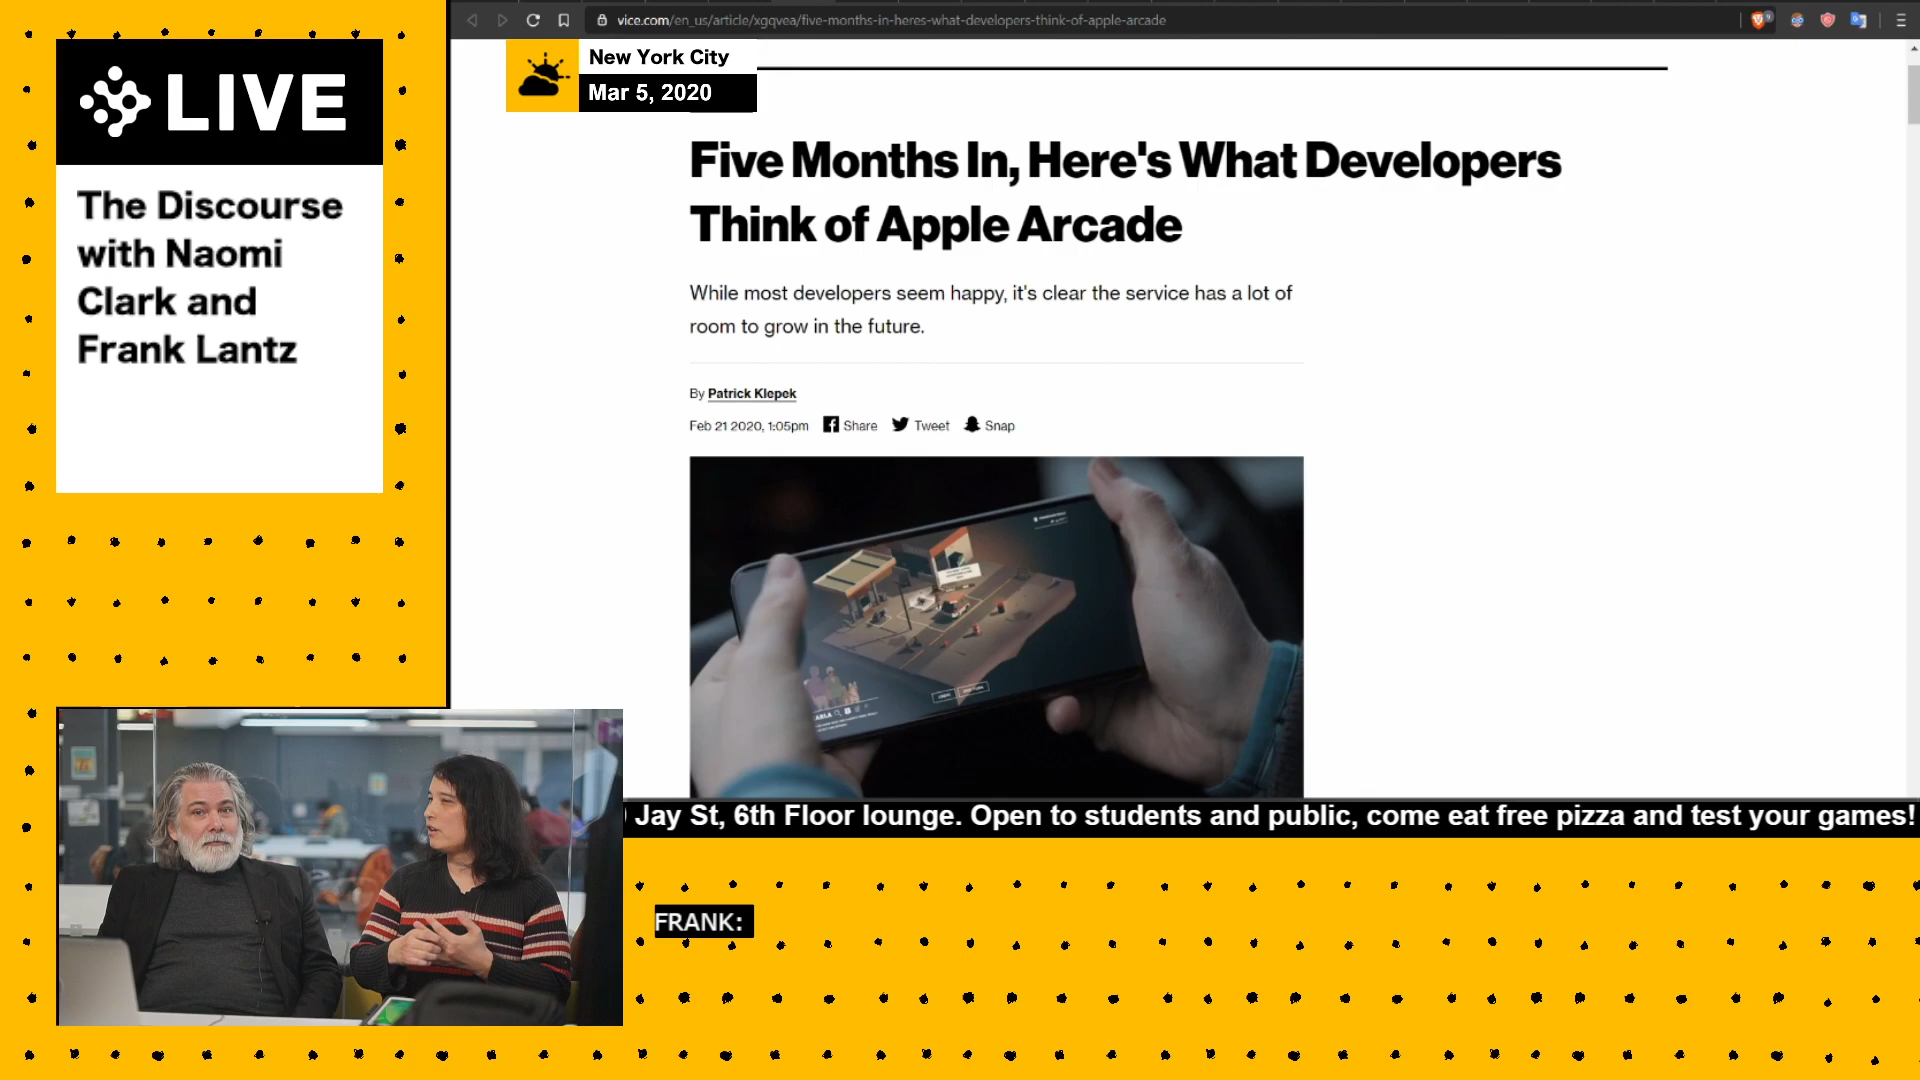 LIVE
The Discourse
with Naomi
Clark and
Frank Lantz
vice.com/en_us/article/xgqvea/five-months-in-heres-what-developers-think-of-apple-arcade
New York City
Mar 5, 2020
Five Months In, Here's What Developers
Think of Apple Arcade
While most developers seem happy, it's clear the service has a lot of
room to grow in the future.
By Patrick Klepek
Feb 21 2020, 1:05pm Share Tweet Snap
Jay St, 6th Floor lounge. Open to students and public, come eat free pizza and test your games!
FRANK: